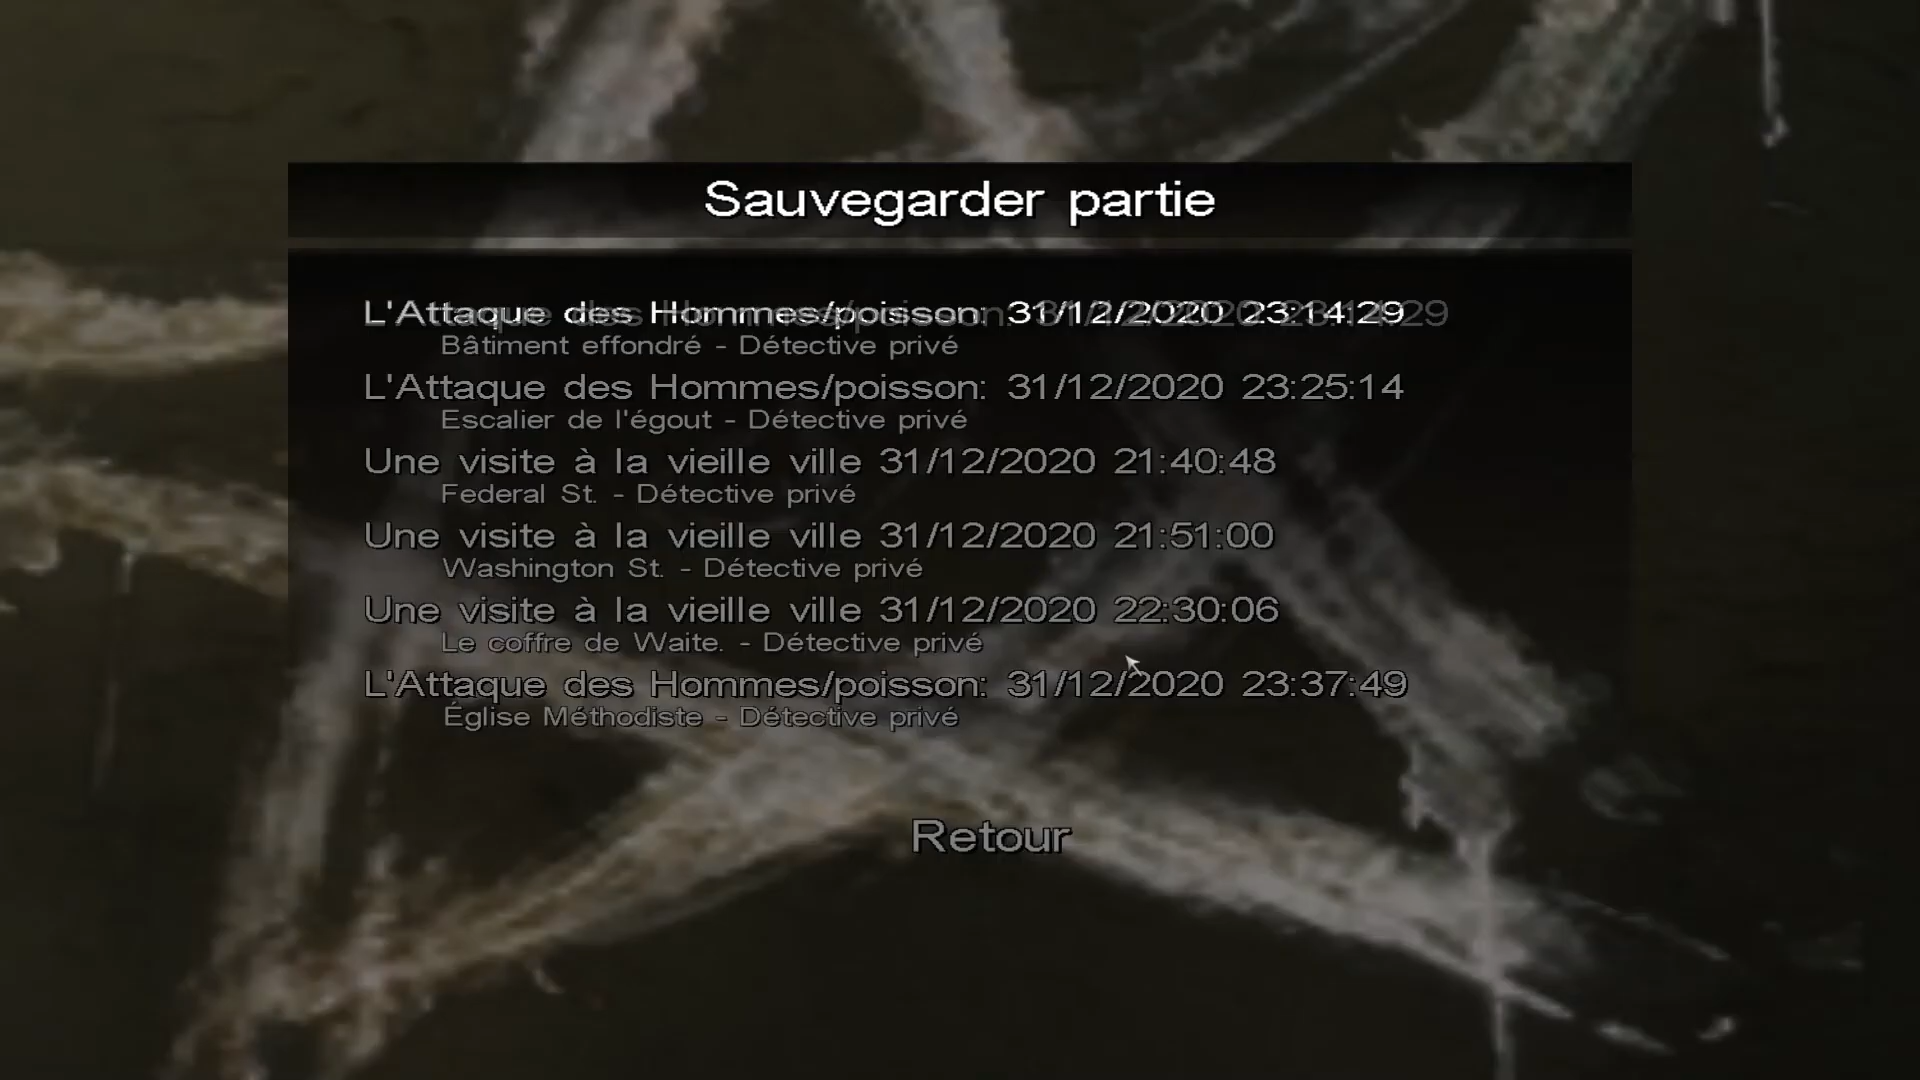 Sauvegarder partie
L'Attaque des Hommes/poisson: 31/12/2020 23:14:29
Bâtiment effondré - Détective privé
L'Attaque des Hommes/poisson: 31/12/2020 23:25:14
Escalier de l'égout - Détective privé
Une visite à la vieille ville 31/12/2020 21:40:48
Federal St. - Détective privé
Une visite à la vieille ville 31/12/2020 21:51:00
Washington St. - Détective privé
Une visite à la vieille ville 31/12/2020 22:30:06
Le coffre de Waite. - Détective privé
L'Attaque des Hommes/poisson: 31/12/2020 23:37:49
Église Méthodiste - Détective privé
Retour